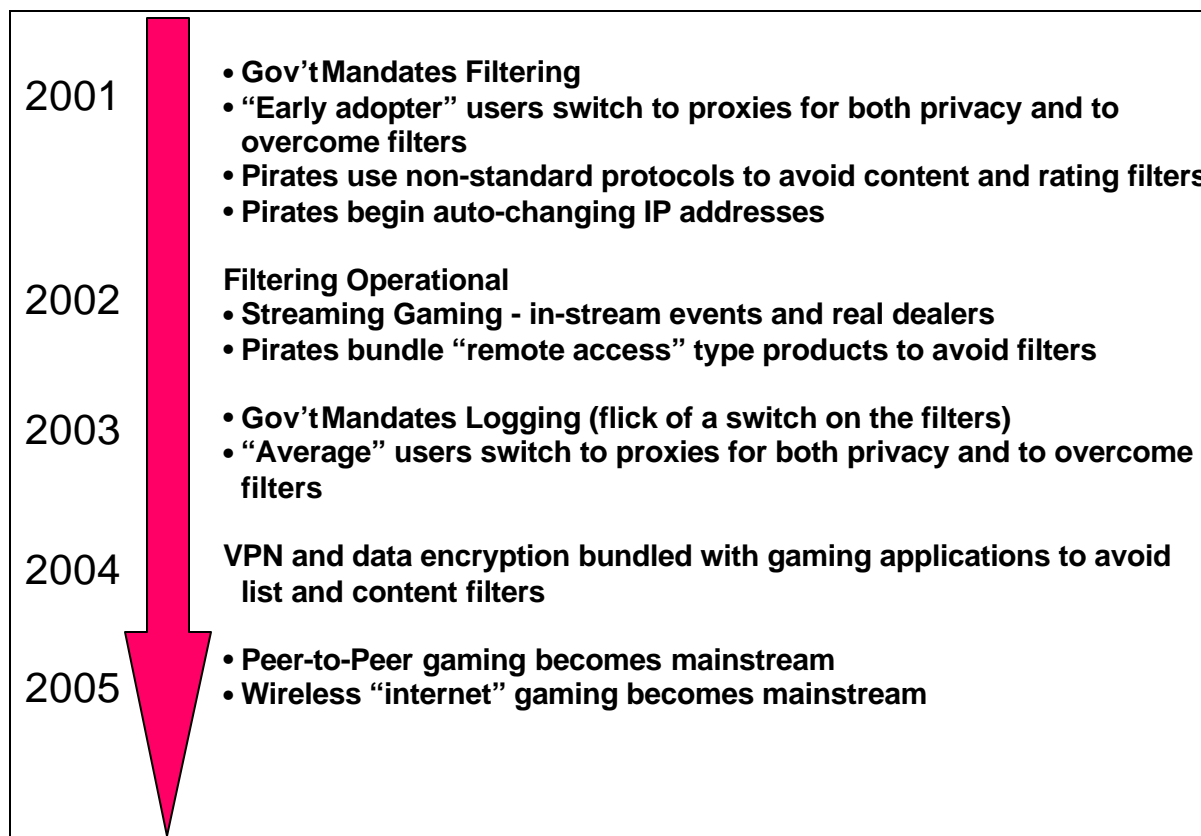 2001
• Gov't Mandates Filtering
• “Early adopter” users switch to proxies for both privacy and to
overcome filters
• Pirates use non-standard protocols to avoid content and rating filters
• Pirates begin auto-changing IP addresses
2002
Filtering Operational
• Streaming Gaming - in-stream events and real dealers
• Pirates bundle “remote access” type products to avoid filters
2003
• Gov't Mandates Logging (flick of a switch on the filters)
• “Average” users switch to proxies for both privacy and to overcome
filters
2004
VPN and data encryption bundled with gaming applications to avoid
list and content filters
2005
• Peer-to-Peer gaming becomes mainstream
• Wireless “internet” gaming becomes mainstream